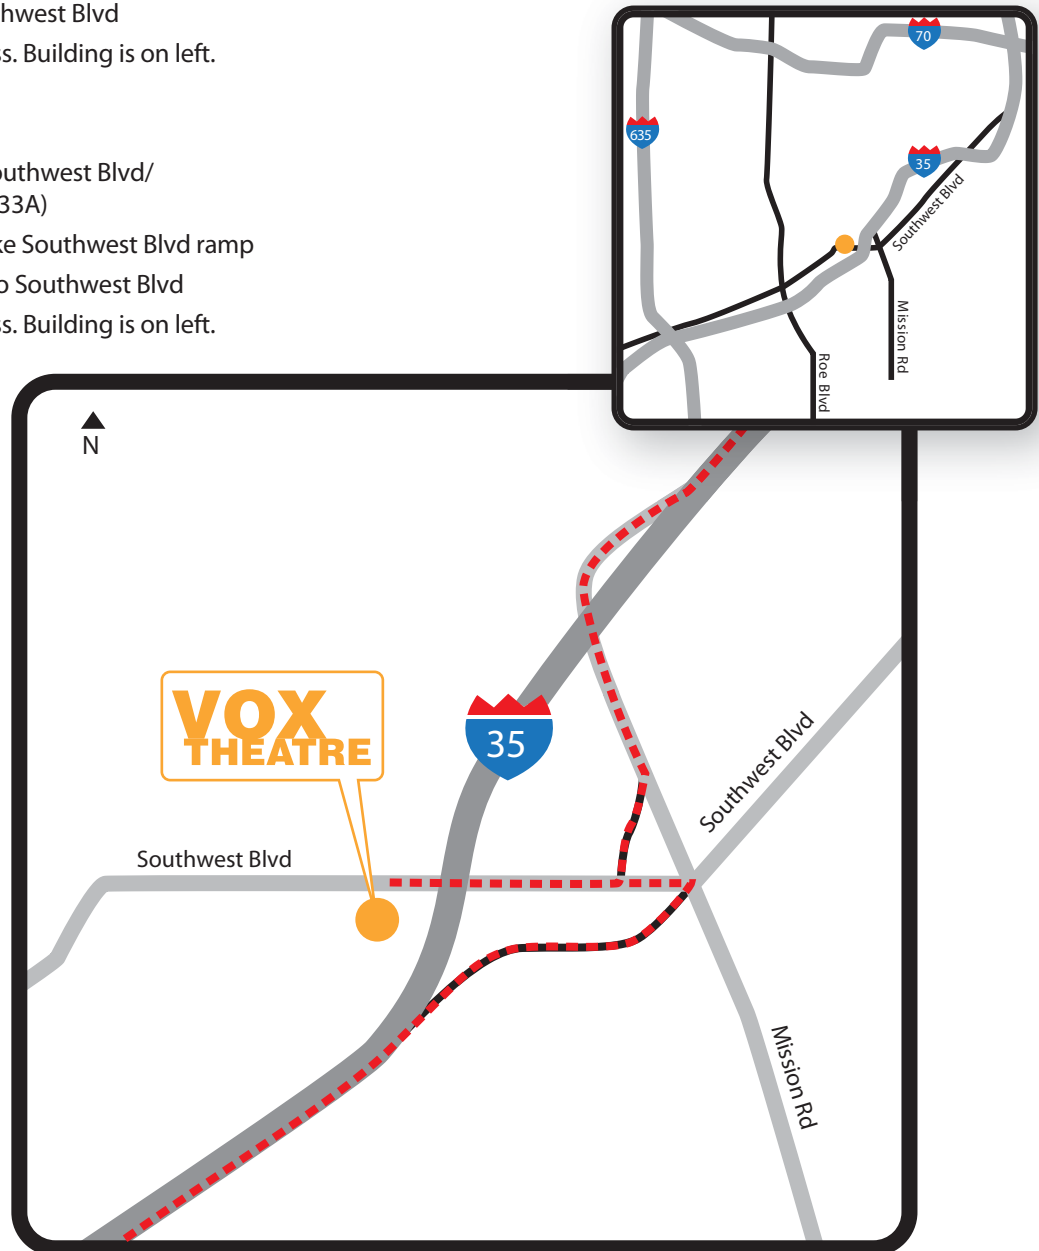 hwest Blvd
s. Building is on left.
outhwest Blvd/
33A)
ke Southwest Blvd ramp
o Southwest Blvd
s. Building is on left.
70
635
35
Southwest Blvd
Mission Rd
Roe Blvd
N
VOX
THEATRE
35
Southwest Blvd
Southwest Blvd
Mission Rd